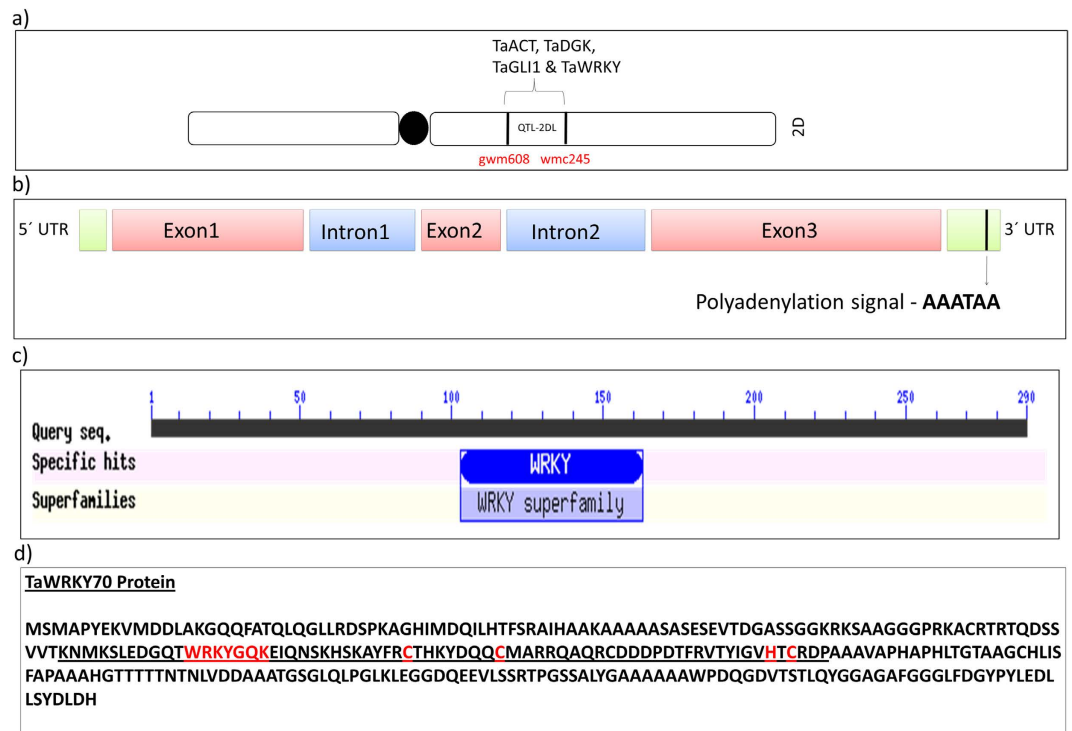 a)
TaACT, TaDGK,
TaGLI1 & TaWRKY
QTL-2DL
2D
gwm608 wmc245
b)
5´ UTR Exon1 Intron1 Exon2 Intron2 Exon3 3´ UTR
Polyadenylation signal - AAATAA
c)
1 50 100 150 200 250 290
Query seq.
Specific hits WRKY
Superfamilies WRKY superfamily
d)
TaWRKY70 Protein
MSMAPYEKVMDDLAKGQQFATQLQGLLRDSPKAGHIMDQILHTFSRAIHAAKAAAAASASESEVTDGASSGGKRKSAAGGGPRKACRTRTQDSS
VVTKNMKSLEDGQTWRKYGQKEIQNSKHSKAYFRCTHKYDQQCMARRQAQRCDDDPDTFRVTYIGVHTCRDPAAAVAPHAPHLTGTAAGCHLIS
FAPAAAHGTTTTTNTNLVDDAAATGSGLQLPGLKLEGGDQEEVLSSRTPGSSALYGAAAAAAWPDQGDVTSTLQYGGAGAFGGGLFDGYPYLEDL
LSYDLDH